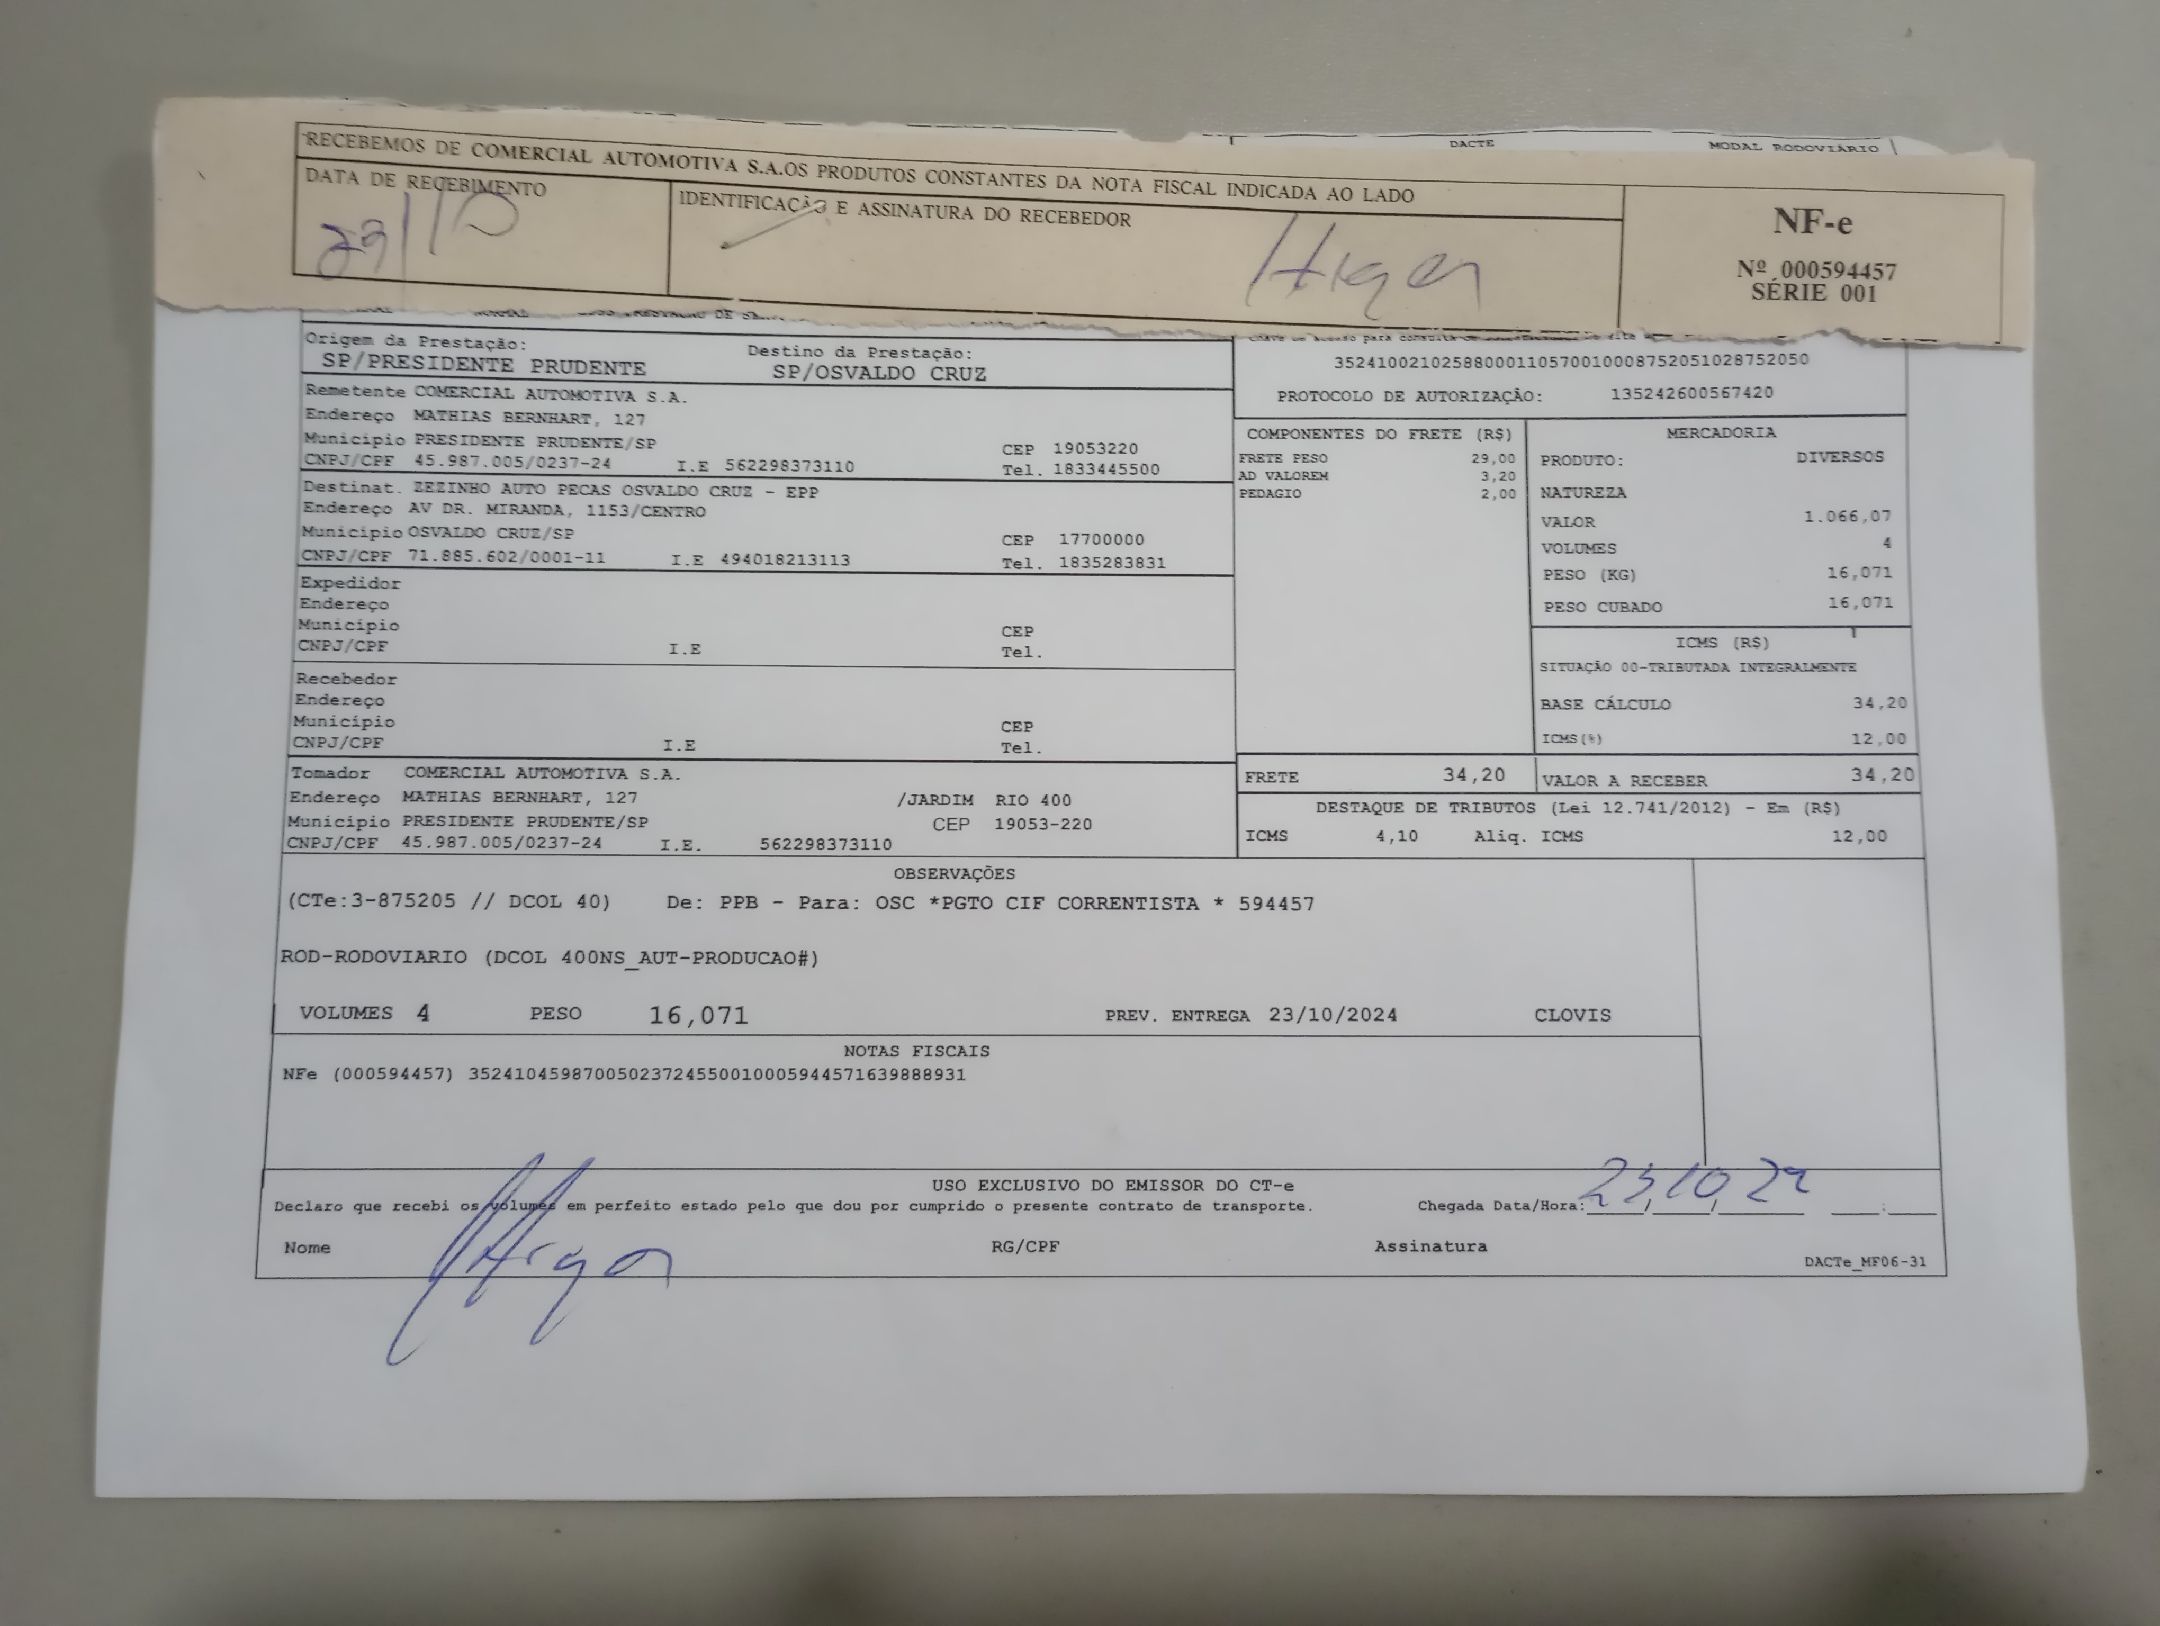 DACTE MODAL RODOVIÁRIO
RECEBEMOS DE COMERCIAL AUTOMOTIVA S.A.OS PRODUTOS CONSTANTES DA NOTA FISCAL INDICADA AO LADO
DATA DE RECEBIMENTO
IDENTIFICAÇÃO E ASSINATURA DO RECEBEDOR
NF-e
Nº 000594457
SÉRIE 001
Origem da Prestação:
SP/PRESIDENTE PRUDENTE
Destino da Prestação:
SP/OSVALDO CRUZ
35241002102588000110570010008752051028752050
PROTOCOLO DE AUTORIZAÇÃO: 135242600567420
Remetente COMERCIAL AUTOMOTIVA S.A.
Endereço MATHIAS BERNHART, 127
Município PRESIDENTE PRUDENTE/SP CEP 19053220
CNPJ/CPF 45.987.005/0237-24 I.E 562298373110 Tel. 1833445500
Destinat. ZEZINHO AUTO PECAS OSVALDO CRUZ - EPP
Endereço AV DR. MIRANDA, 1153/CENTRO
Município OSVALDO CRUZ/SP CEP 17700000
CNPJ/CPF 71.885.602/0001-11 I.E 494018213113 Tel. 1835283831
Expedidor
Endereço
Município CEP
CNPJ/CPF I.E Tel.
Recebedor
Endereço
Município CEP
CNPJ/CPF I.E Tel.
Tomador COMERCIAL AUTOMOTIVA S.A.
Endereço MATHIAS BERNHART, 127 /JARDIM RIO 400
Município PRESIDENTE PRUDENTE/SP CEP 19053-220
CNPJ/CPF 45.987.005/0237-24 I.E. 562298373110
COMPONENTES DO FRETE (R$)
FRETE PESO 29,00
AD VALOREM 3,20
PEDAGIO 2,00
MERCADORIA
PRODUTO: DIVERSOS
NATUREZA
VALOR 1.066,07
VOLUMES 4
PESO (KG) 16,071
PESO CUBADO 16,071
ICMS (R$)
SITUAÇÃO 00-TRIBUTADA INTEGRALMENTE
BASE CÁLCULO 34,20
ICMS(%) 12,00
FRETE 34,20 VALOR A RECEBER 34,20
DESTAQUE DE TRIBUTOS (Lei 12.741/2012) - Em (R$)
ICMS 4,10 Aliq. ICMS 12,00
OBSERVAÇÕES
(CTe:3-875205 // DCOL 40) De: PPB - Para: OSC *PGTO CIF CORRENTISTA * 594457
ROD-RODOVIARIO (DCOL 400NS_AUT-PRODUCAO#)
VOLUMES 4 PESO 16,071 PREV. ENTREGA 23/10/2024 CLOVIS
NOTAS FISCAIS
NFe (000594457) 35241045987005023724550010005944571639888931
USO EXCLUSIVO DO EMISSOR DO CT-e
Declaro que recebi os volumes em perfeito estado pelo que dou por cumprido o presente contrato de transporte. Chegada Data/Hora: 23/10/
Nome RG/CPF Assinatura
DACTe_MF06-31